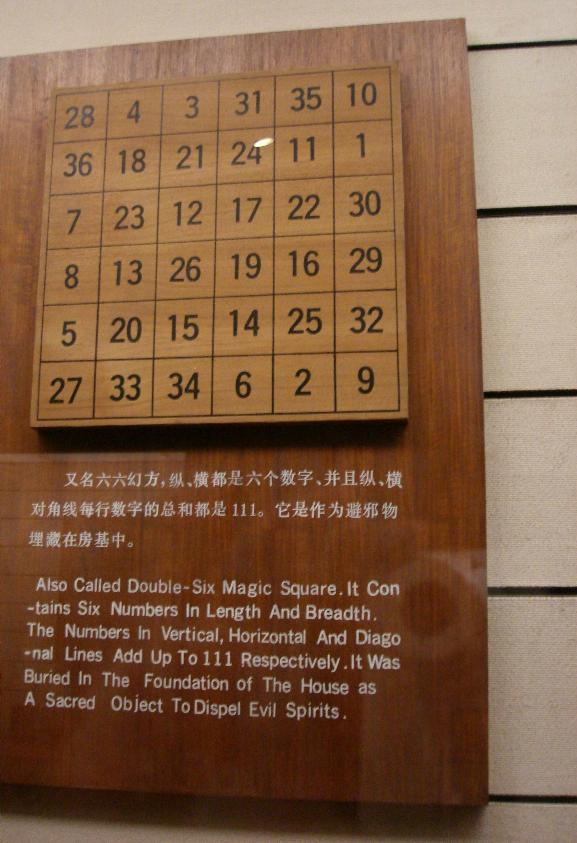 28 4 3 31 35 10
36 18 21 24 11 1
7 23 12 17 22 30
8 13 26 19 16 29
5 20 15 14 25 32
27 33 34 6 2 9
又名六六幻方,纵、横都是六个数字、并且纵、横
对角线每行数字的总和都是111。它是作为避邪物
埋藏在房基中。
Also Called Double-Six Magic Square. It Con
-tains Six Numbers In Length And Breadth.
The Numbers In Vertical, Horizontal And Diago
-nal Lines Add Up To 111 Respectively. It Was
Buried In The Foundation of The House as
A Sacred Object To Dispel Evil Spirits.